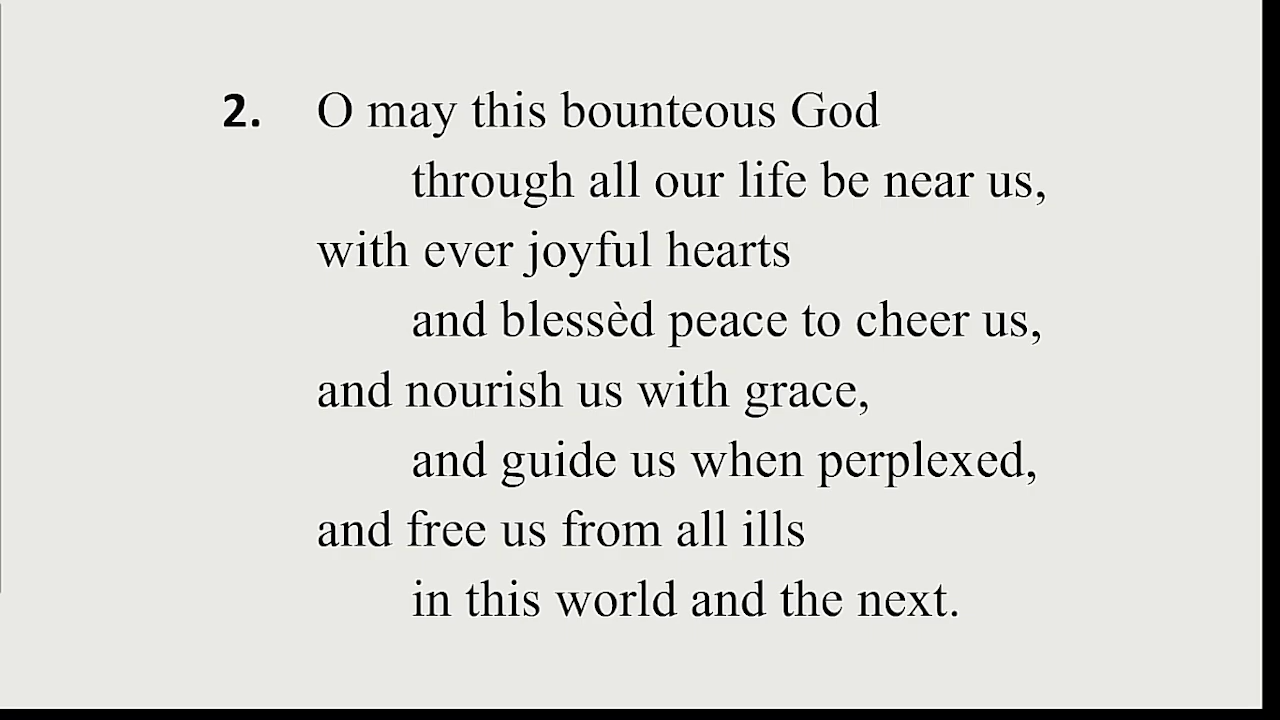 2. O may this bounteous God
through all our life be near us,
with ever joyful hearts
and blessèd peace to cheer us,
and nourish us with grace,
and guide us when perplexed,
and free us from all ills
in this world and the next.